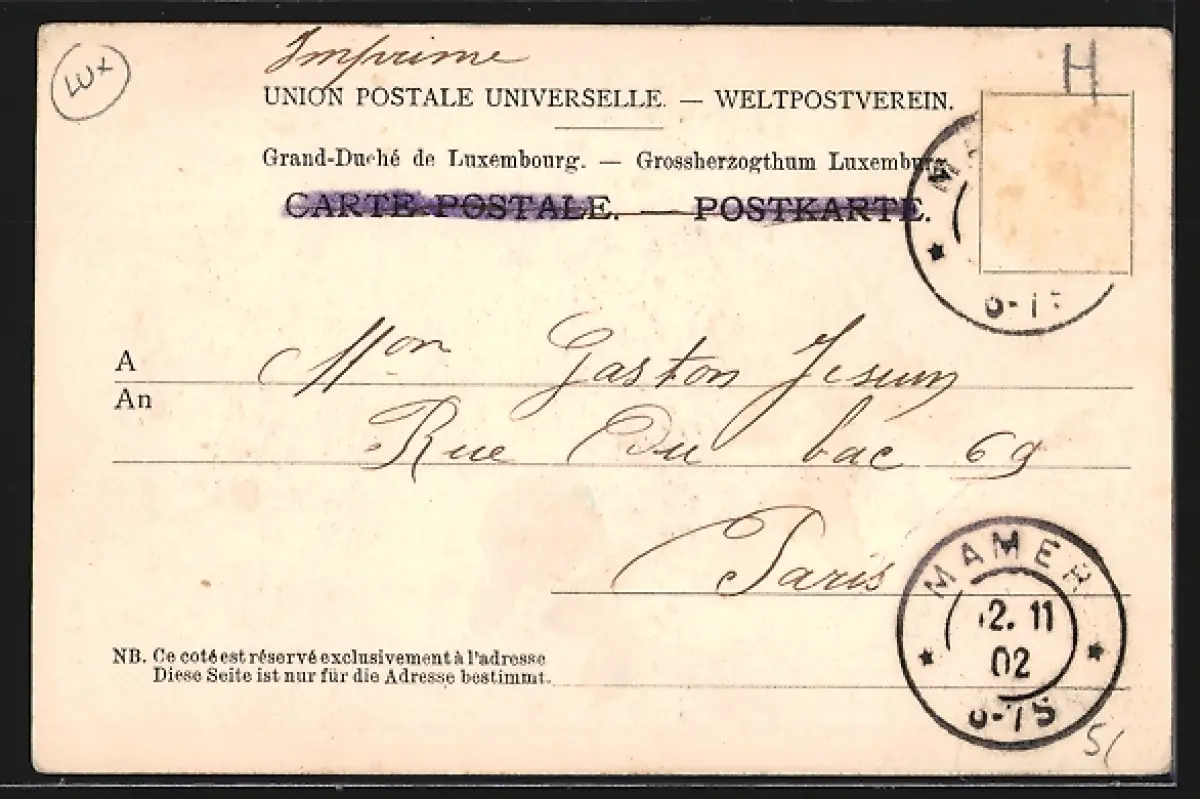 LUX
H
Imprime
UNION POSTALE UNIVERSELLE. — WELTPOSTVEREIN.
Grand-Duché de Luxembourg. — Grossherzogthum Luxemburg.
CARTE POSTALE. — POSTKARTE.
A
An
Mon Gaston
Rue Du bac 69
Paris
MAMER
2. 11
02
NB. Ce coté est réservé exclusivement à l'adresse
Diese Seite ist nur für die Adresse bestimmt.